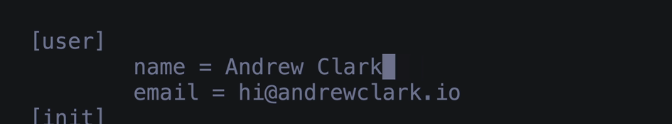 [user]
name = Andrew Clark
email = hi@andrewclark.io
[init]